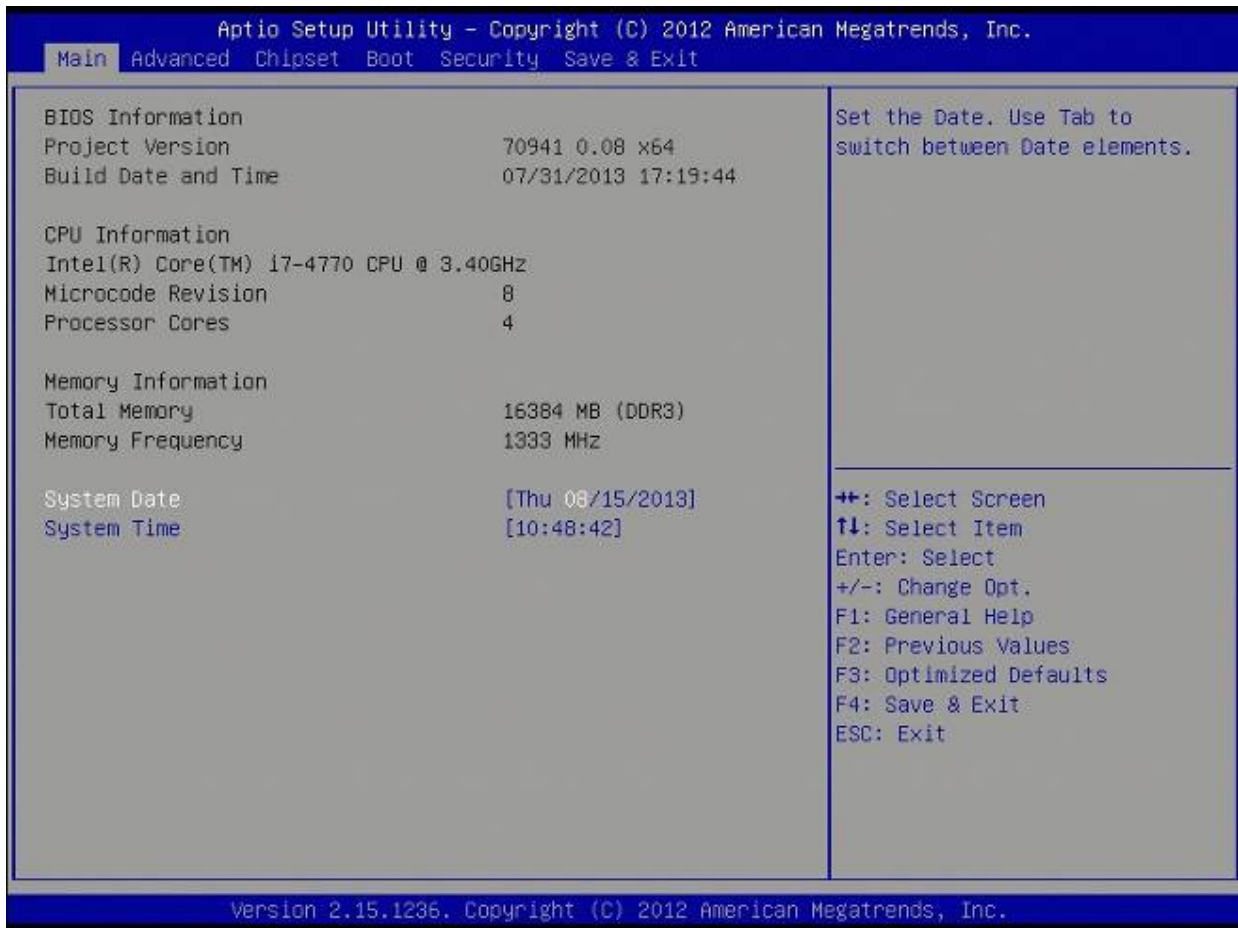 Aptio Setup Utility – Copyright (C) 2012 American Megatrends, Inc.
Main Advanced Chipset Boot Security Save & Exit
BIOS Information
Project Version 70941 0.08 x64
Build Date and Time 07/31/2013 17:19:44
CPU Information
Intel(R) Core(TM) i7-4770 CPU @ 3.40GHz
Microcode Revision 8
Processor Cores 4
Memory Information
Total Memory 16384 MB (DDR3)
Memory Frequency 1333 MHz
System Date [Thu 08/15/2013]
System Time [10:48:42]
Set the Date. Use Tab to
switch between Date elements.
→←: Select Screen
↑↓: Select Item
Enter: Select
+/-: Change Opt.
F1: General Help
F2: Previous Values
F3: Optimized Defaults
F4: Save & Exit
ESC: Exit
Version 2.15.1236. Copyright (C) 2012 American Megatrends, Inc.